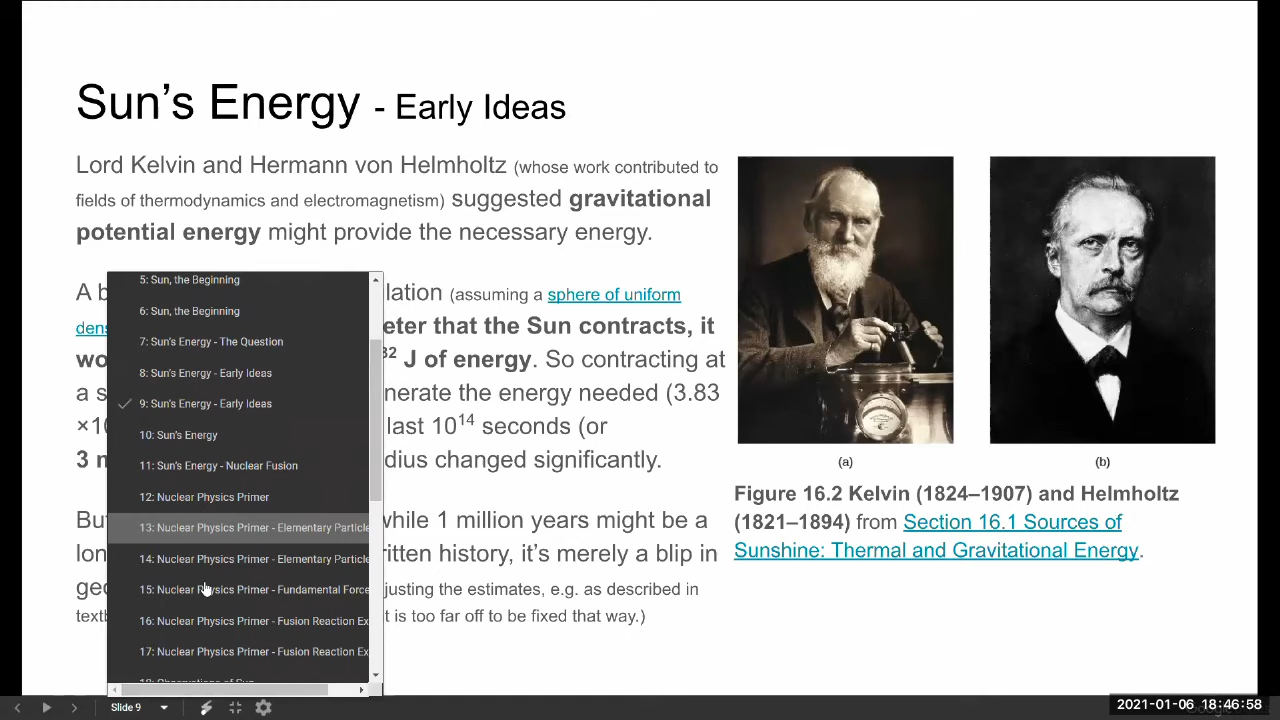 Sun's Energy - Early Ideas
Lord Kelvin and Hermann von Helmholtz (whose work contributed to
fields of thermodynamics and electromagnetism) suggested gravitational
potential energy might provide the necessary energy.
lation (assuming a sphere of uniform
eter that the Sun contracts, it
J of energy. So contracting at
a nerate the energy needed (3.83
last 10¹⁴ seconds (or
3 dius changed significantly.
while 1 million years might be a
ritten history, it's merely a blip in
justing the estimates, e.g. as described in
t is too far off to be fixed that way.)
5: Sun, the Beginning
6: Sun, the Beginning
7: Sun's Energy - The Question
8: Sun's Energy - Early Ideas
9: Sun's Energy - Early Ideas
10: Sun's Energy
11: Sun's Energy - Nuclear Fusion
12: Nuclear Physics Primer
13: Nuclear Physics Primer - Elementary Particle
14: Nuclear Physics Primer - Elementary Particle
15: Nuclear Physics Primer - Fundamental Force
16: Nuclear Physics Primer - Fusion Reaction Ex
17: Nuclear Physics Primer - Fusion Reaction Ex
(a) (b)
Figure 16.2 Kelvin (1824–1907) and Helmholtz
(1821–1894) from Section 16.1 Sources of
Sunshine: Thermal and Gravitational Energy.
Slide 9
2021-01-06 18:46:58